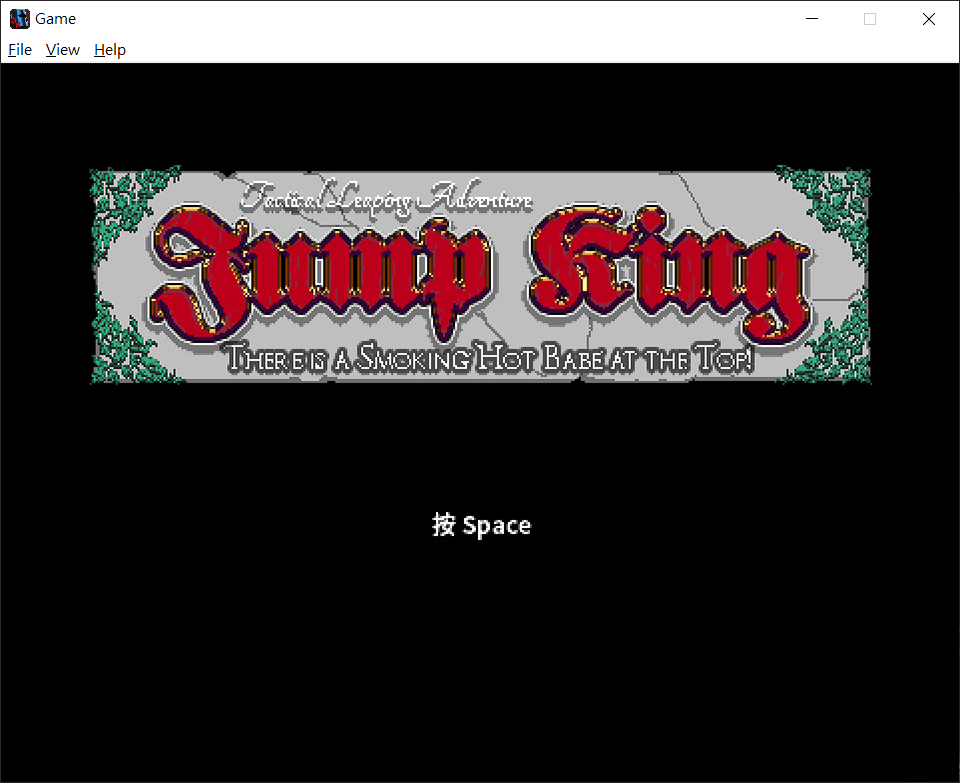 Game
File View Help
Tactical Leaping Adventure
Jump King
There is a Smoking Hot Babe at the Top!
按 Space